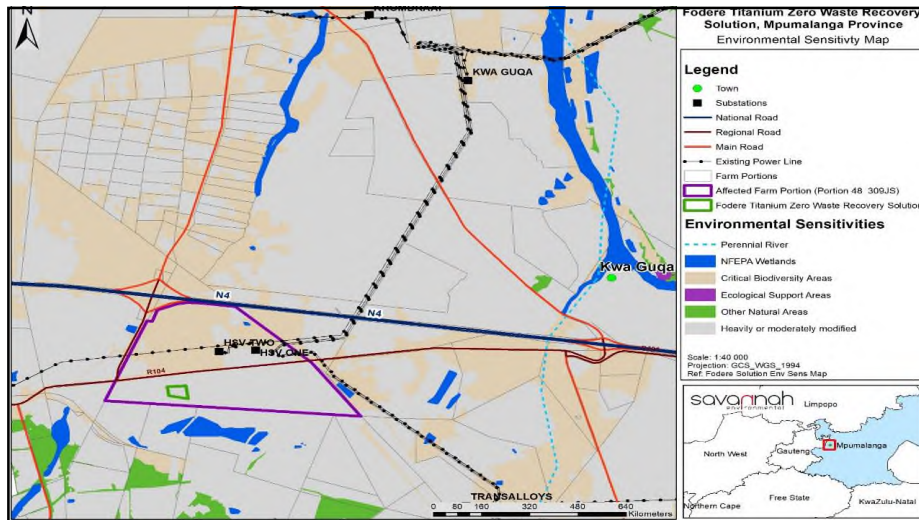 Fodere Titanium Zero Waste Recovery
Solution, Mpumalanga Province
Environmental Sensitivty Map
Legend
Town
Substations
National Road
Regional Road
Main Road
Existing Power Line
Farm Portions
Affected Farm Portion (Portion 48 309JS)
Fodere Titanium Zero Waste Recovery Solution
Environmental Sensitivities
Perennial River
NFEPA Wetlands
Critical Biodiversity Areas
Ecological Support Areas
Other Natural Areas
Heavily or moderately modified
Scale: 1:40 000
Projection: GCS_WGS_1994
Ref: Fodere Solution Env Sens Map
savannah
environmental
Limpopo
North West
Gauteng
Mpumalanga
Free State
Northern Cape
KwaZulu-Natal
N
KWA GUQA
Kwa Guqa
N4
N4
HSV TWO
HSV ONE
R104
TRANSALLOYS
0 80 160 320 480 640
Kilometers